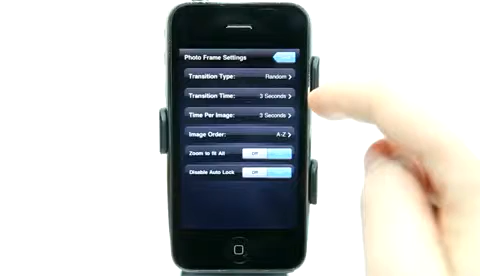 Photo Frame Settings
Transition Type: Random
Transition Time: 3 Seconds
Time Per Image: 3 Seconds
Image Order: A-Z
Zoom to fit All Off
Disable Auto Lock Off